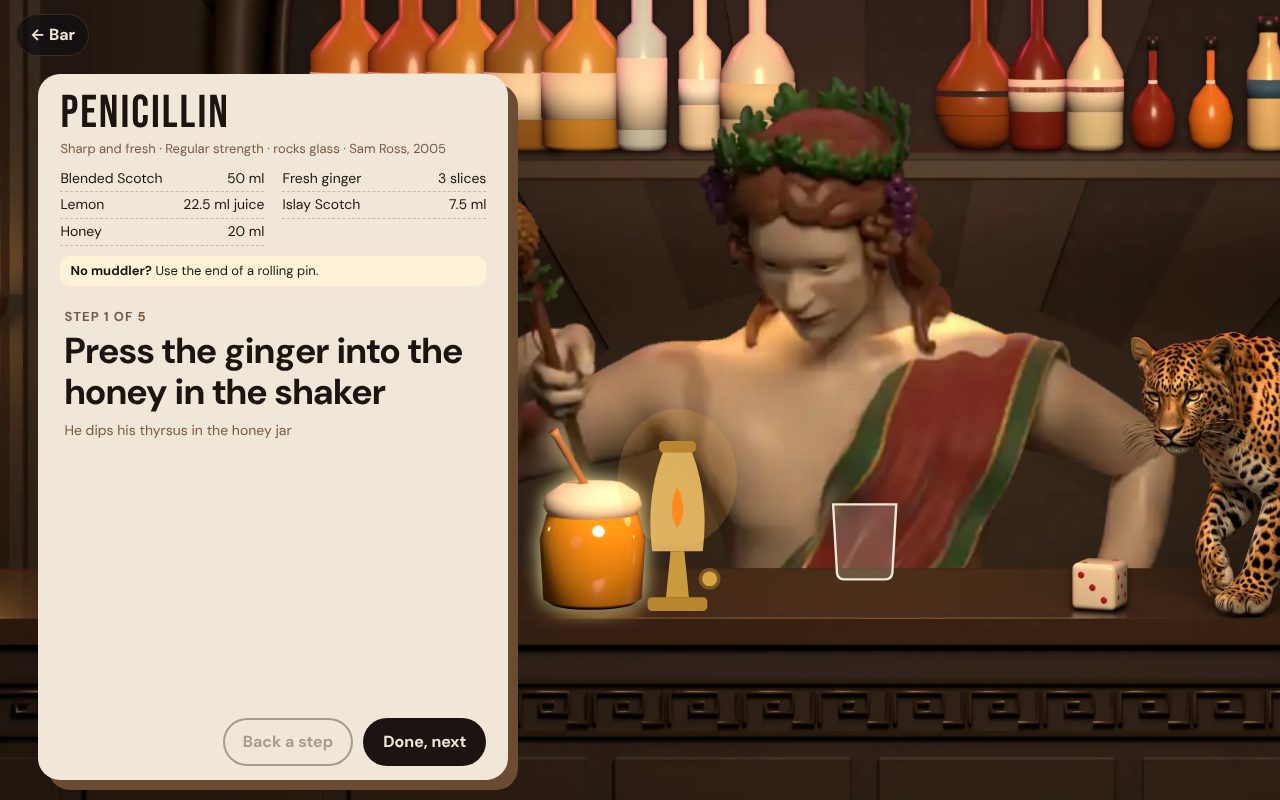 ← Bar
PENICILLIN
Sharp and fresh · Regular strength · rocks glass · Sam Ross, 2005
Blended Scotch 50 ml
Fresh ginger 3 slices
Lemon 22.5 ml juice
Islay Scotch 7.5 ml
Honey 20 ml
No muddler? Use the end of a rolling pin.
STEP 1 OF 5
Press the ginger into the
honey in the shaker
He dips his thyrsus in the honey jar
Back a step
Done, next